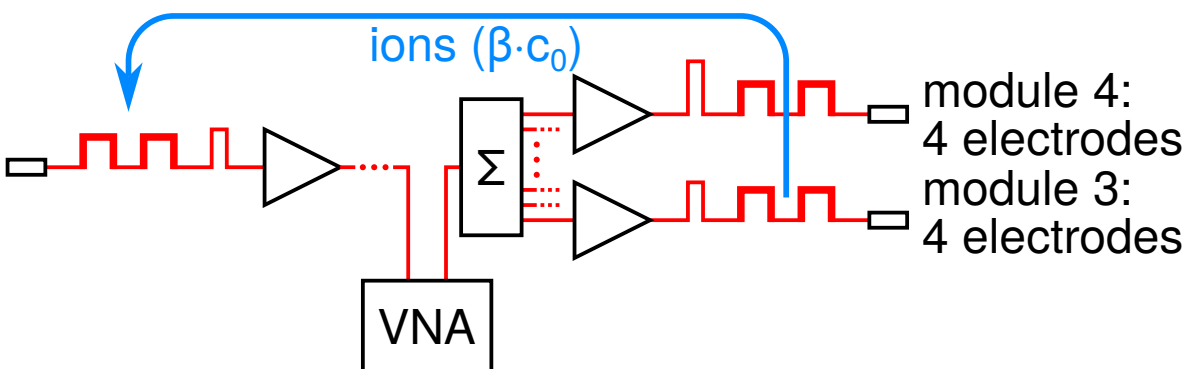 ions (β·c₀)
module 4:
4 electrodes
Σ
module 3:
4 electrodes
VNA